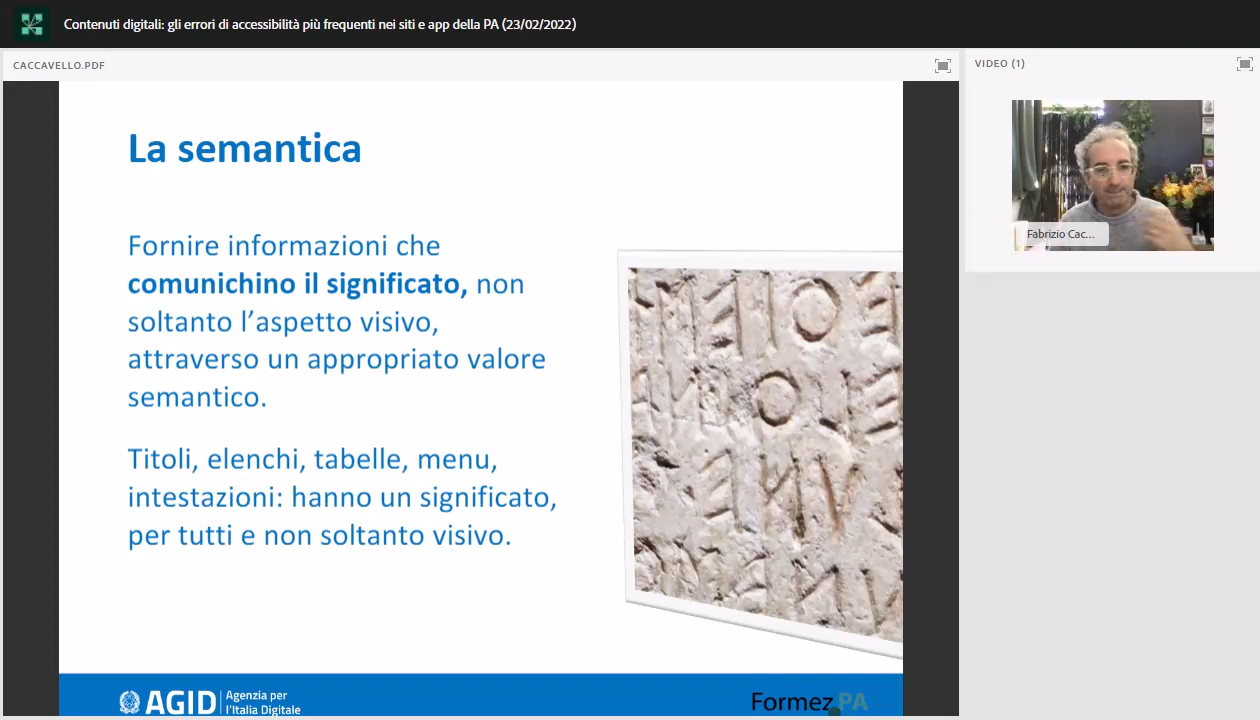 Contenuti digitali: gli errori di accessibilità più frequenti nei siti e app della PA (23/02/2022)
CACCAVELLO.PDF
VIDEO (1)
La semantica
Fornire informazioni che
comunichino il significato, non
soltanto l’aspetto visivo,
attraverso un appropriato valore
semantico.
Titoli, elenchi, tabelle, menu,
intestazioni: hanno un significato,
per tutti e non soltanto visivo.
Fabrizio Cac...
AGID
Agenzia per
l’Italia Digitale
Formez PA